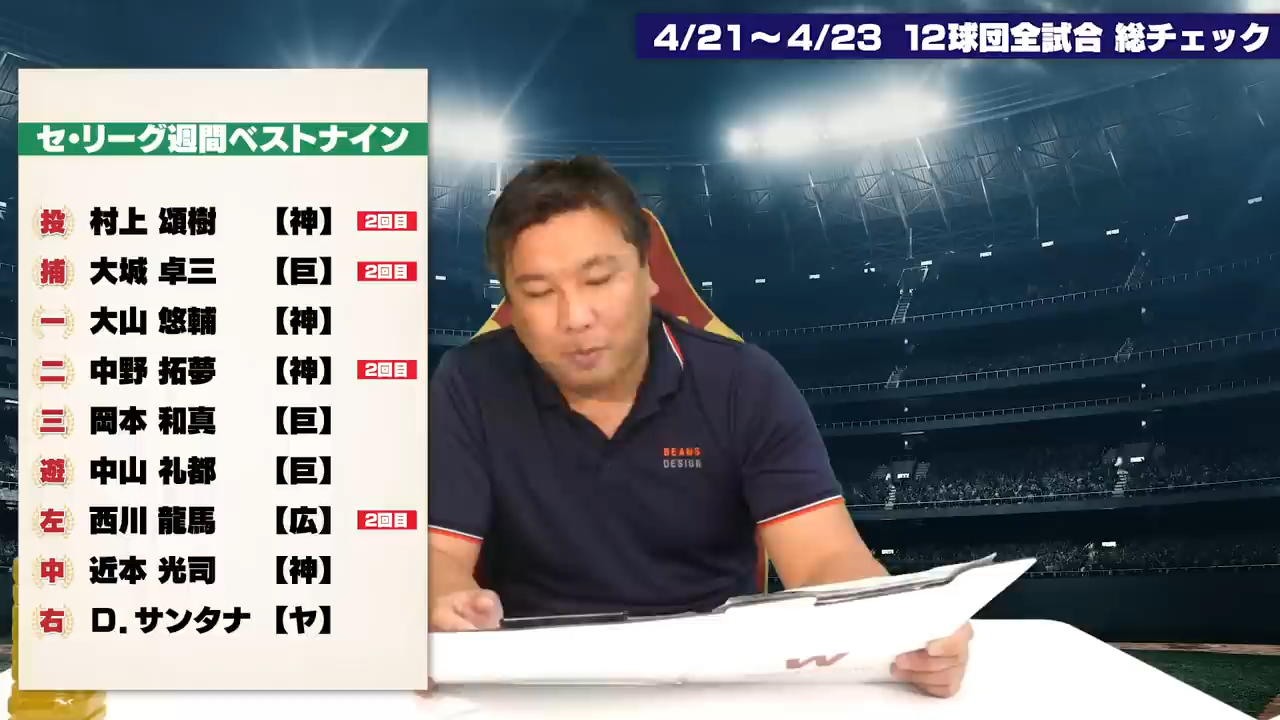 4/21～4/23 12球団全試合 総チェック
セ・リーグ週間ベストナイン
投 村上 頌樹 【神】 2回目
捕 大城 卓三 【巨】 2回目
一 大山 悠輔 【神】
二 中野 拓夢 【神】 2回目
三 岡本 和真 【巨】
遊 中山 礼都 【巨】
左 西川 龍馬 【広】 2回目
中 近本 光司 【神】
右 D.サンタナ 【ヤ】
BEAMS
DESIGN